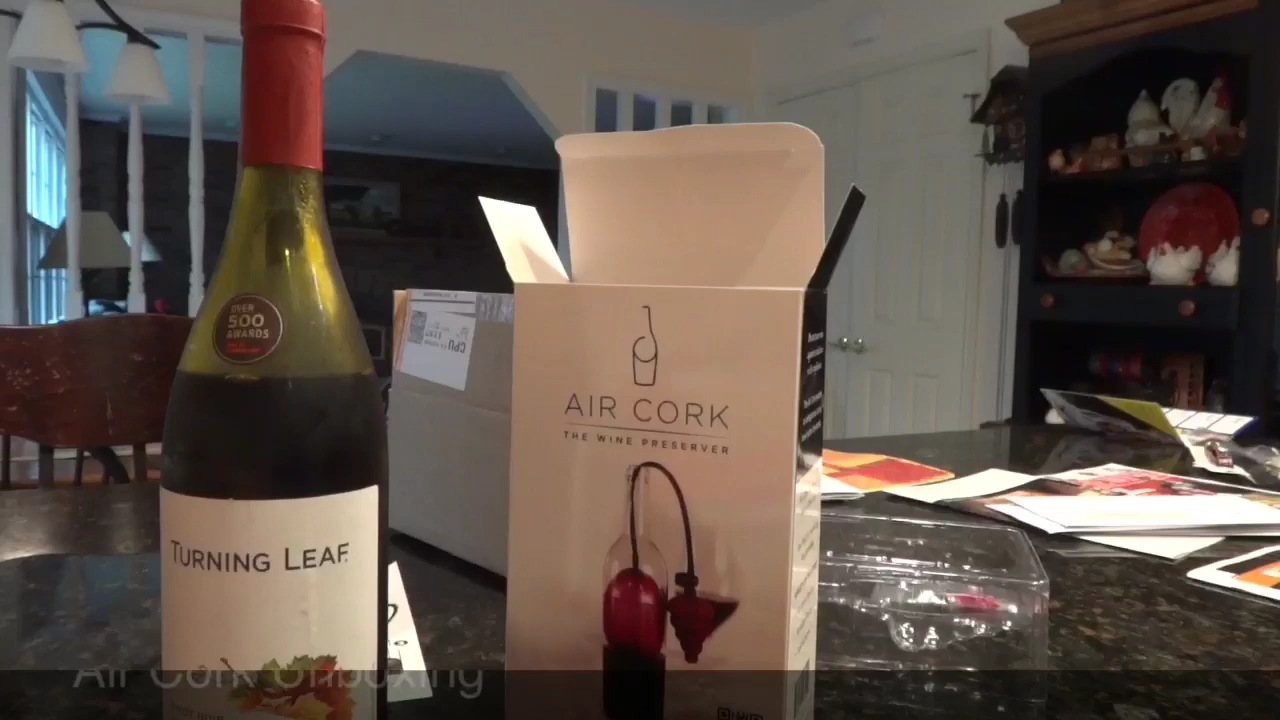 OVER
500
AWARDS
TURNING LEAF.
CPU
AIR CORK
THE WINE PRESERVER
Air Cork Unboxing